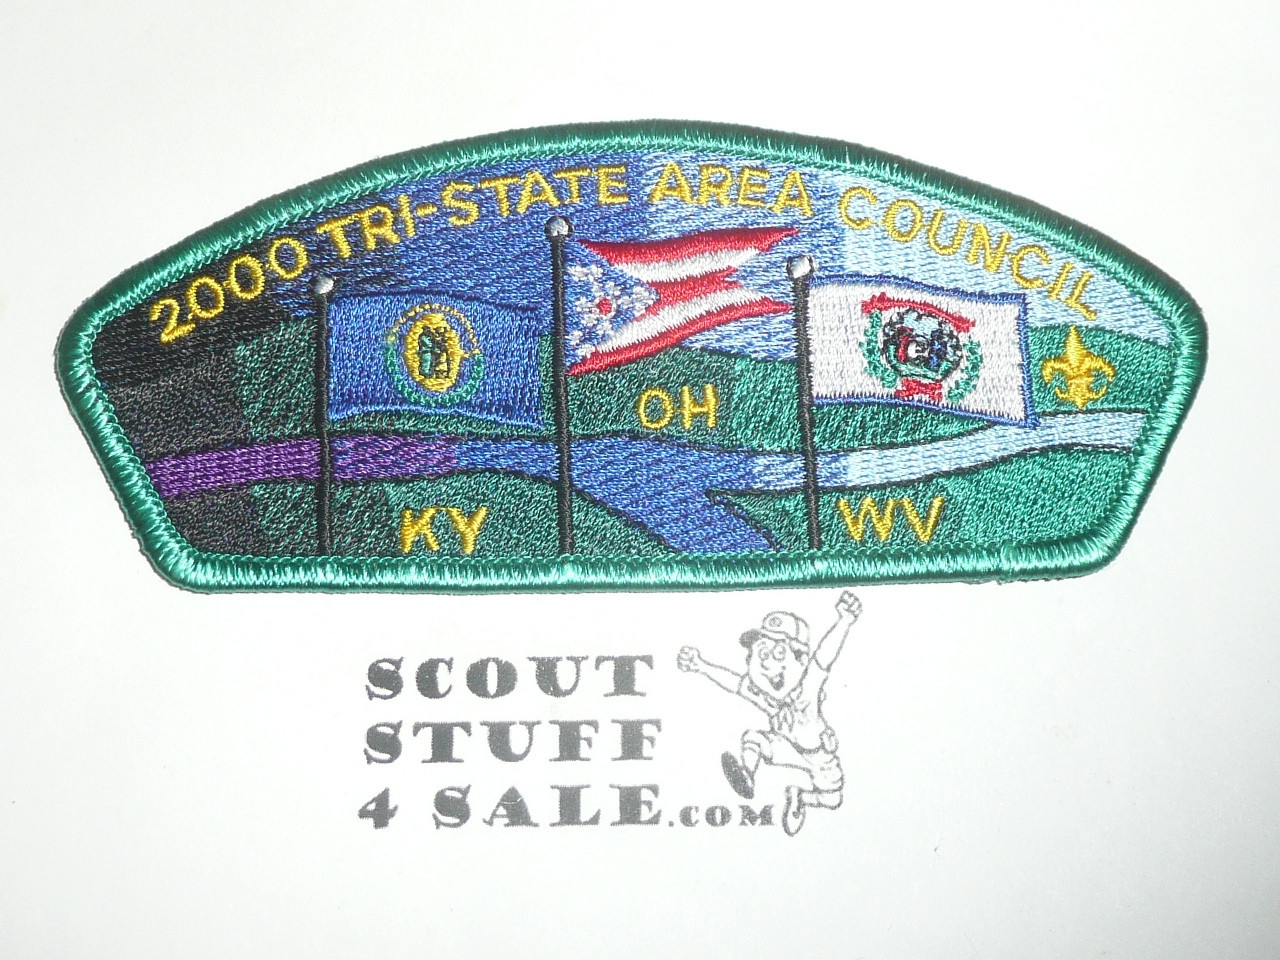 2000 TRI-STATE AREA COUNCIL
OH
KY
WV
SCOUT
STUFF
4 SALE.COM